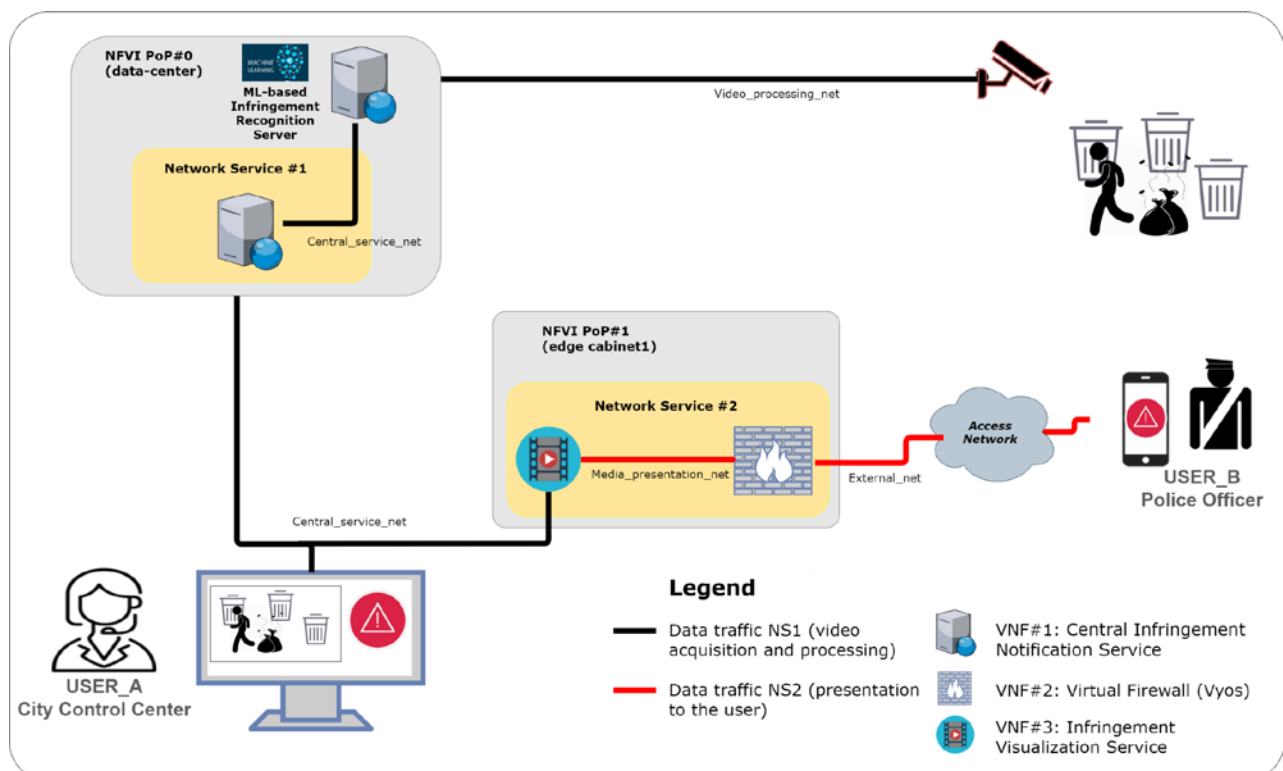 NFVI PoP#0
(data-center)
MACHINE
LEARNING
ML-based
Infringement
Recognition
Server
Video_processing_net
Network Service #1
Central_service_net
NFVI PoP#1
(edge cabinet1)
Network Service #2
Media_presentation_net
External_net
Access
Network
USER_B
Police Officer
Central_service_net
USER_A
City Control Center
Legend
Data traffic NS1 (video
acquisition and processing)
Data traffic NS2 (presentation
to the user)
VNF#1: Central Infringement
Notification Service
VNF#2: Virtual Firewall (Vyos)
VNF#3: Infringement
Visualization Service